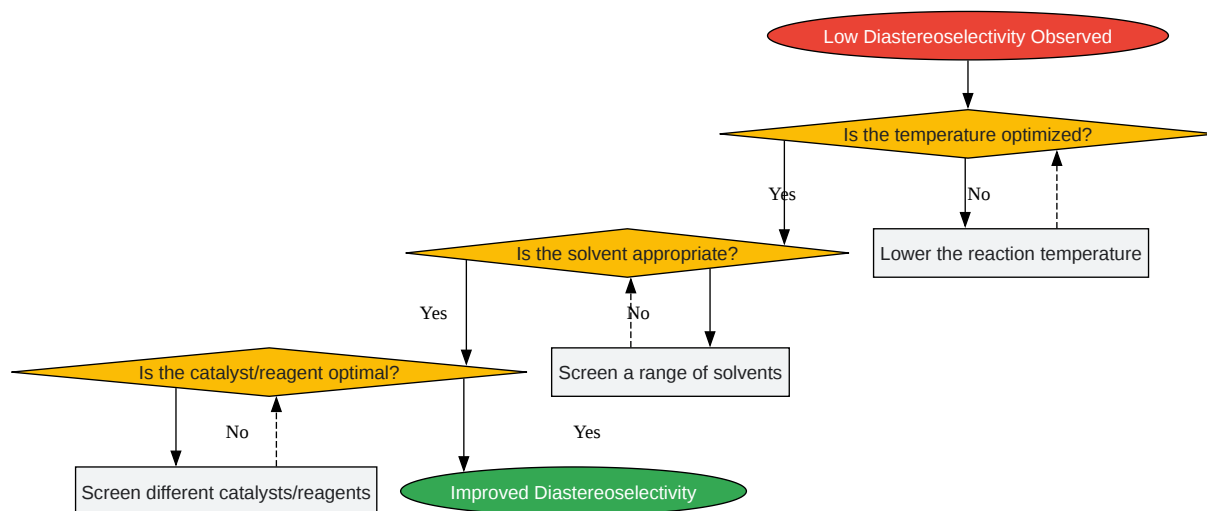 Low Diastereoselectivity Observed
Is the temperature optimized?
Yes
No
Is the solvent appropriate?
Lower the reaction temperature
Yes
No
Is the catalyst/reagent optimal?
Screen a range of solvents
No
Yes
Screen different catalysts/reagents
Improved Diastereoselectivity